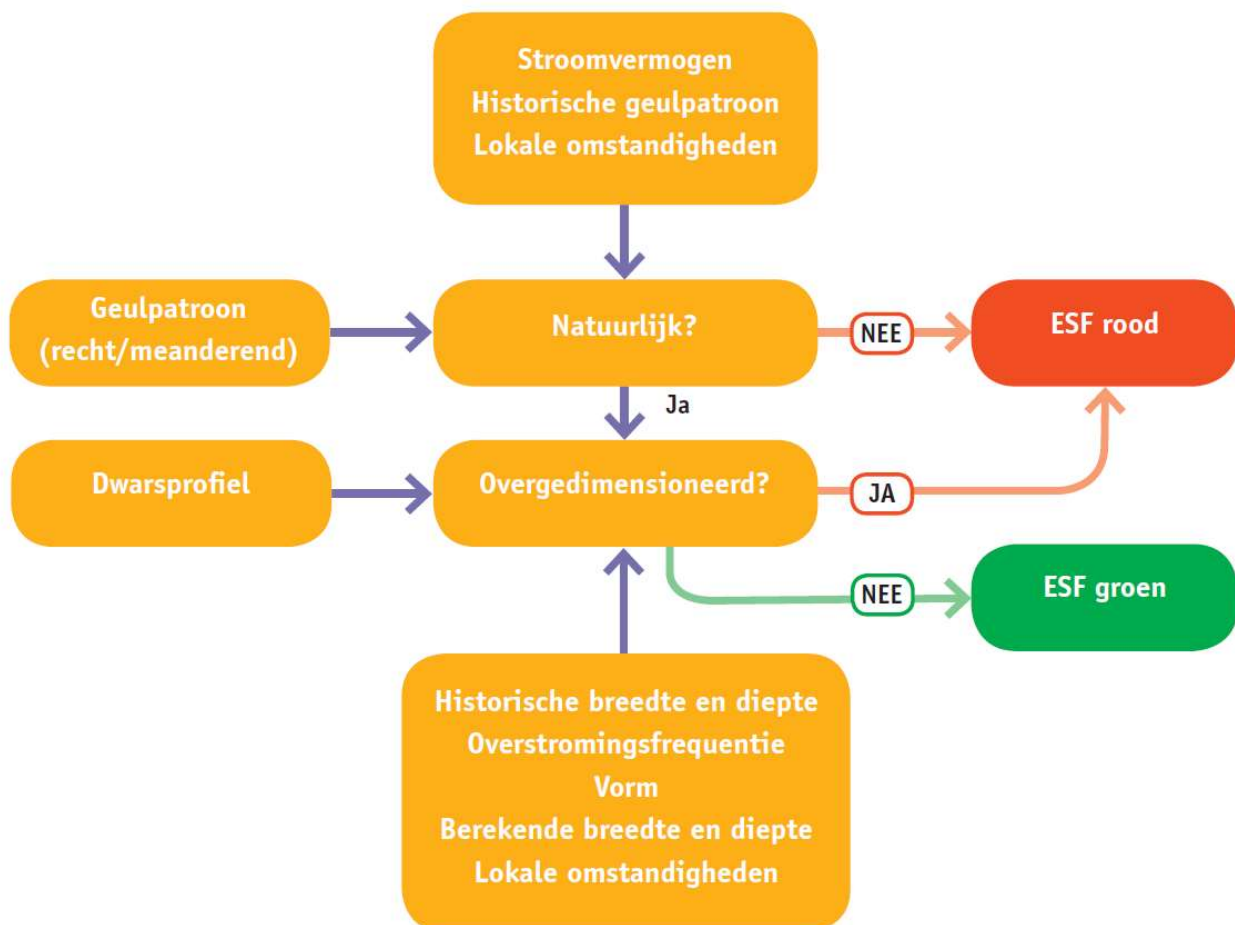 Stroomvermogen
Historische geulpatroon
Lokale omstandigheden
Geulpatroon
(recht/meanderend)
Natuurlijk?
NEE
ESF rood
Ja
Dwarsprofiel
Overgedimensioneerd?
JA
NEE
ESF groen
Historische breedte en diepte
Overstromingsfrequentie
Vorm
Berekende breedte en diepte
Lokale omstandigheden